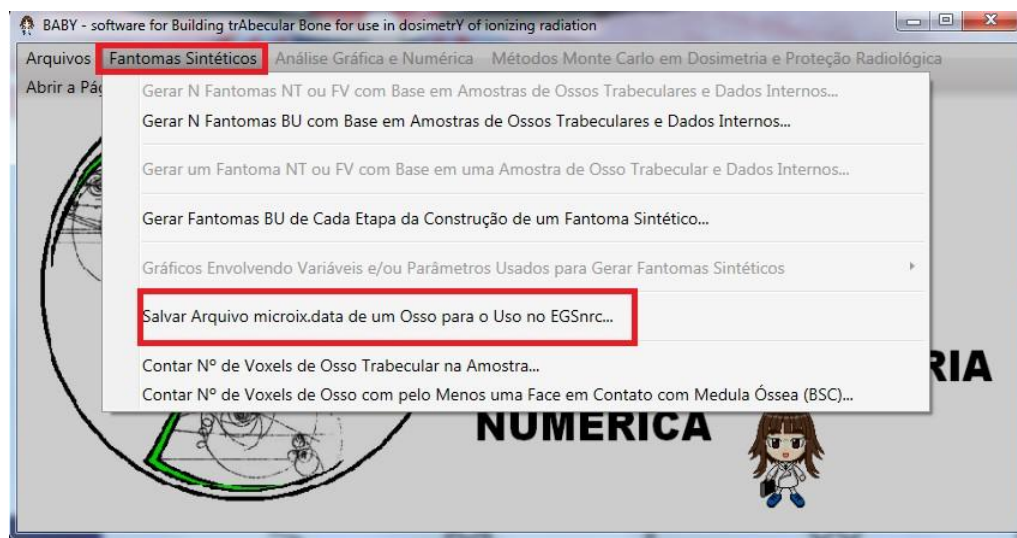 BABY - software for Building trAbecular Bone for use in dosimetrY of ionizing radiation
Arquivos Fantomas Sintéticos Análise Gráfica e Numérica Métodos Monte Carlo em Dosimetria e Proteção Radiológica
Abrir a Pág
Gerar N Fantomas NT ou FV com Base em Amostras de Ossos Trabeculares e Dados Internos...
Gerar N Fantomas BU com Base em Amostras de Ossos Trabeculares e Dados Internos...
Gerar um Fantoma NT ou FV com Base em uma Amostra de Osso Trabecular e Dados Internos...
Gerar Fantomas BU de Cada Etapa da Construção de um Fantoma Sintético...
Gráficos Envolvendo Variáveis e/ou Parâmetros Usados para Gerar Fantomas Sintéticos
Salvar Arquivo microix.data de um Osso para o Uso no EGSnrc...
Contar Nº de Voxels de Osso Trabecular na Amostra...
RIA
Contar Nº de Voxels de Osso com pelo Menos uma Face em Contato com Medula Óssea (BSC)...
NUMÉRICA